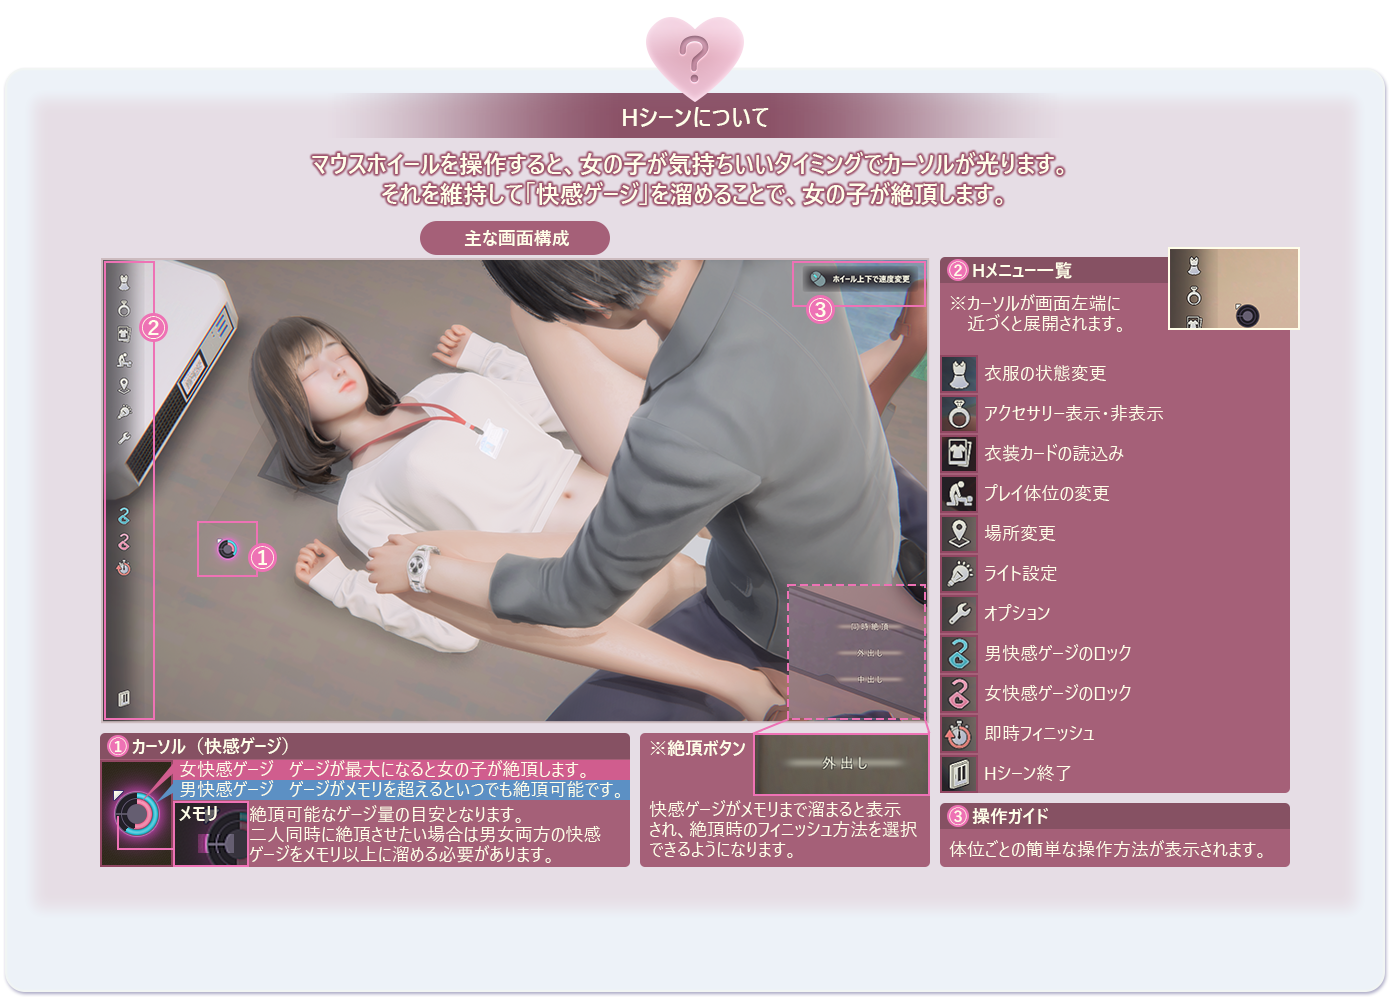 ?
Hシーンについて
マウスホイールを操作すると、女の子が気持ちいいタイミングでカーソルが光ります。
それを維持して「快感ゲージ」を溜めることで、女の子が絶頂します。
主な画面構成
ホイール上下で速度変更
③
②
①
同時絶頂
外出し
中出し
①カーソル（快感ゲージ）
女快感ゲージ　ゲージが最大になると女の子が絶頂します。
男快感ゲージ　ゲージがメモリを超えるといつでも絶頂可能です。
メモリ
絶頂可能なゲージ量の目安となります。
二人同時に絶頂させたい場合は男女両方の快感
ゲージをメモリ以上に溜める必要があります。
※絶頂ボタン
外出し
快感ゲージがメモリまで溜まると表示
され、絶頂時のフィニッシュ方法を選択
できるようになります。
②Hメニュー一覧
※カーソルが画面左端に
近づくと展開されます。
衣服の状態変更
アクセサリー表示・非表示
衣装カードの読込み
プレイ体位の変更
場所変更
ライト設定
オプション
男快感ゲージのロック
女快感ゲージのロック
即時フィニッシュ
Hシーン終了
③操作ガイド
体位ごとの簡単な操作方法が表示されます。